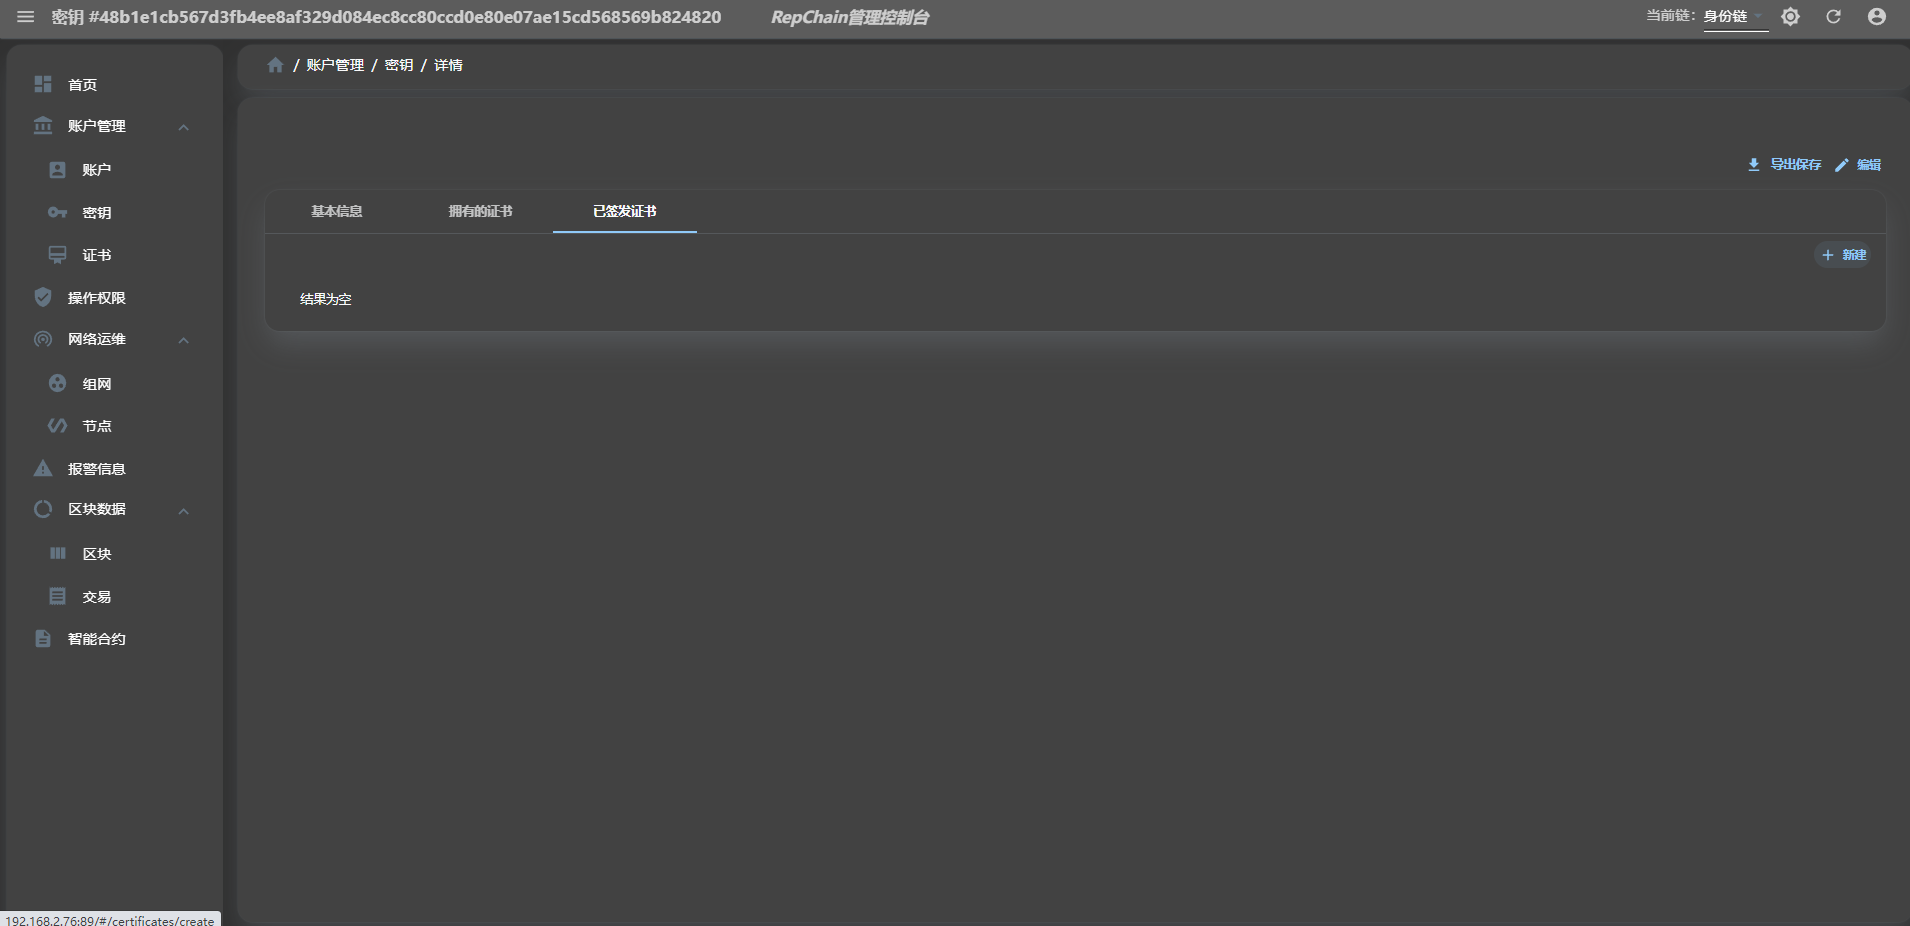 密钥 #48b1e1cb567d3fb4ee8af329d084ec8cc80ccd0e80e07ae15cd568569b824820
RepChain管理控制台
当前链: 身份链
首页
账户管理
账户
密钥
证书
操作权限
网络运维
组网
节点
报警信息
区块数据
区块
交易
智能合约
/ 账户管理 / 密钥 / 详情
导出保存 编辑
基本信息 拥有的证书 已签发证书
+ 新建
结果为空
192.168.2.76:89/#/certificates/create